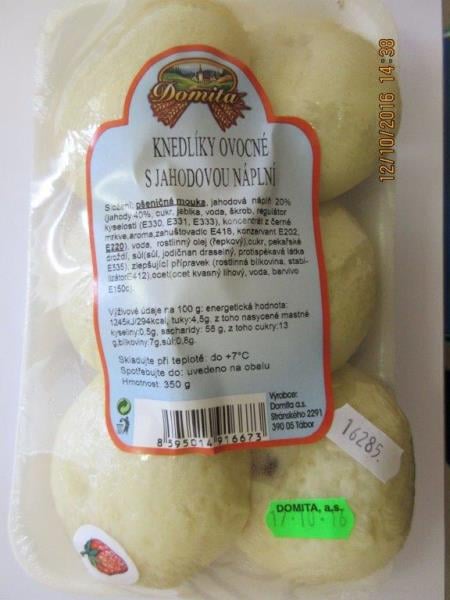 12/10/2016 14:38
Domita
KNEDLÍKY OVOCNÉ
S JAHODOVOU NÁPLNÍ
Složení: pšeničná mouka, jahodová náplň 20%
(jahody 40%, cukr, jablka, voda, škrob, regulátor
kyselosti (E330, E331, E333), koncentrát z černé
mrkve,aroma,zahušťovadlo E418, konzervant E202,
E220), voda, rostlinný olej (řepkový),cukr, pekařské
droždí, sůl(sůl, jodičnan draselný, protispékavá látka
E535), zlepšující přípravek (rostlinná bílkovina, stabi-
lizátorE412),ocet(ocet kvasný lihový, voda, barvivo
E150c).
Výživové údaje na 100 g: energetická hodnota:
1245kJ/294kcal, tuky:4,5g, z toho nasycené mastné
kyseliny:0,5g, sacharidy: 55 g, z toho cukry:13
g,bílkoviny:7g,sůl:0,8g.
Skladujte při teplotě: do +7°C
Spotřebujte do: uvedeno na obalu
Hmotnost: 350 g
Výrobce:
Domita a.s.
Stránského 2291
390 05 Tábor
8 595014 916673
16285.
DOMITA, a.s.
17·10·16